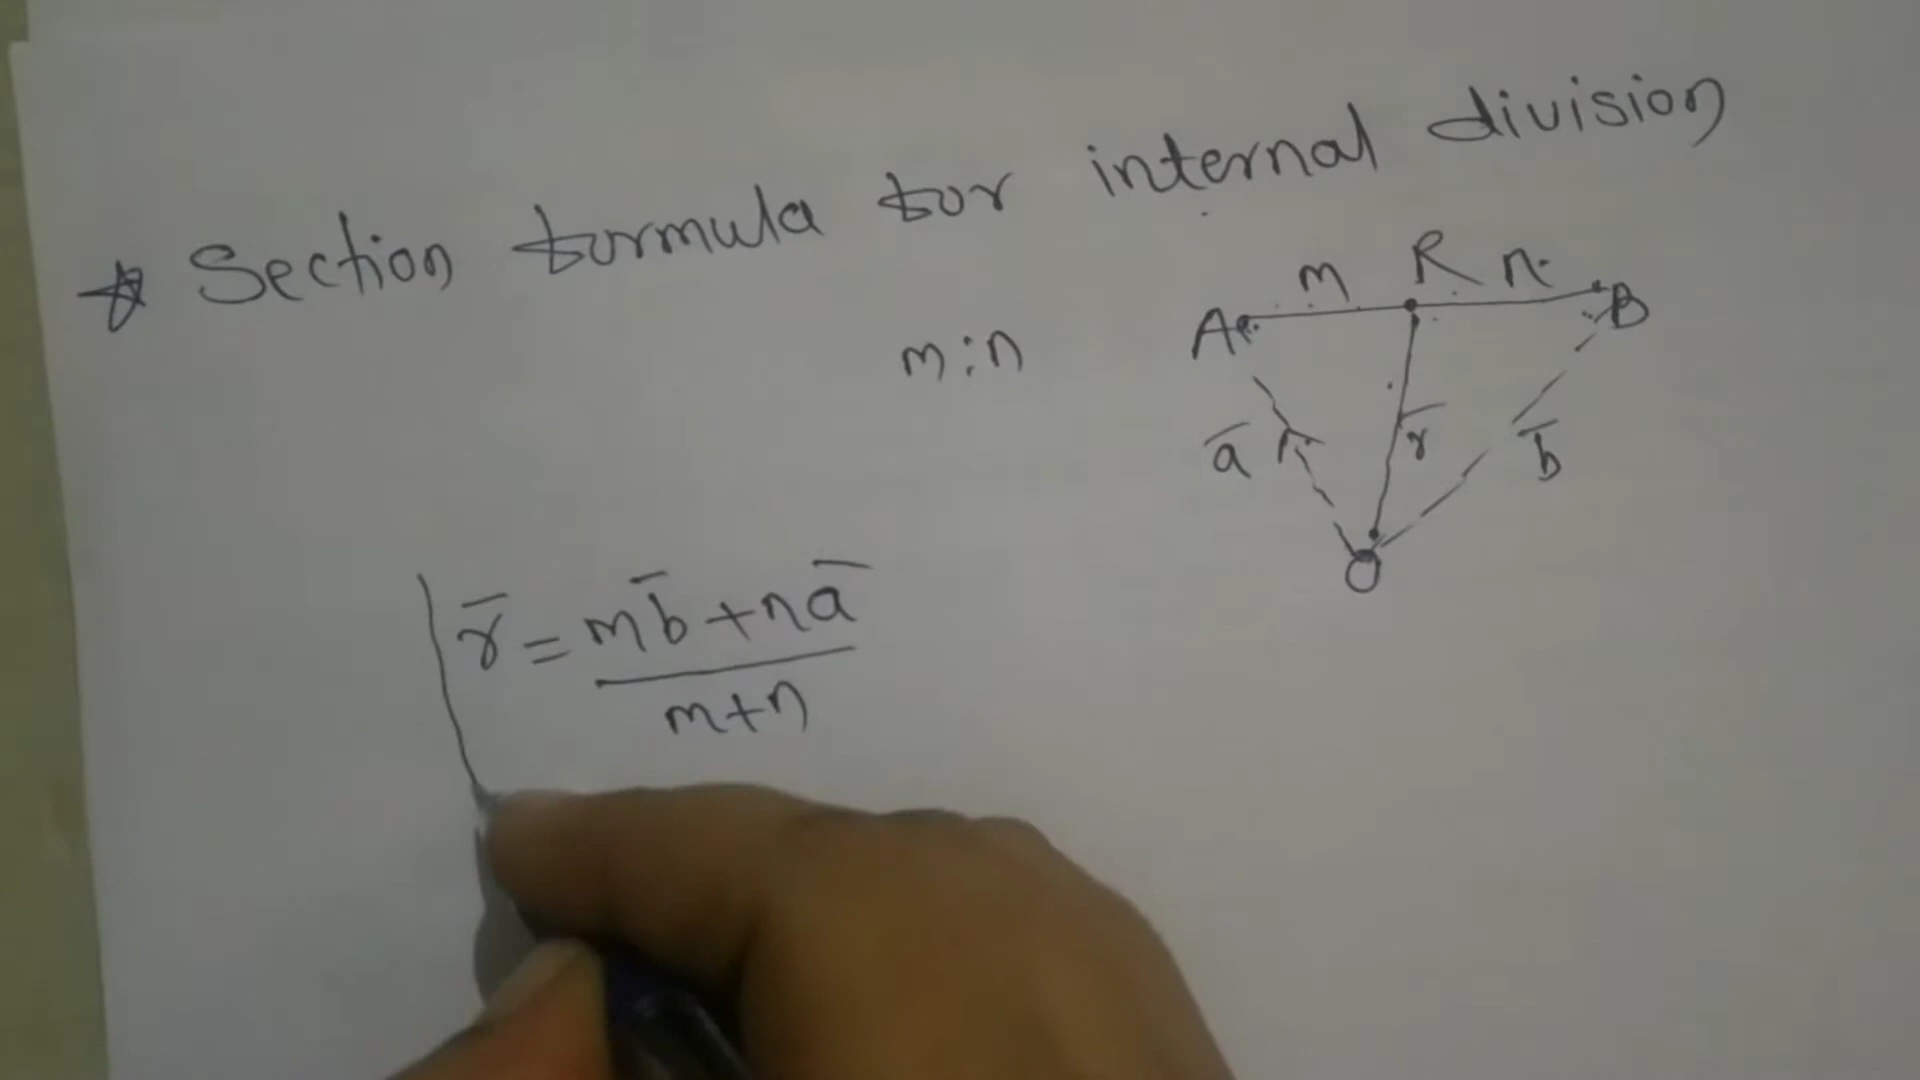 ☆ Section formula for internal division
m:n
A m R n B
a̅ r̅ b̅
O
r̅ = mb̅+na̅
m+n